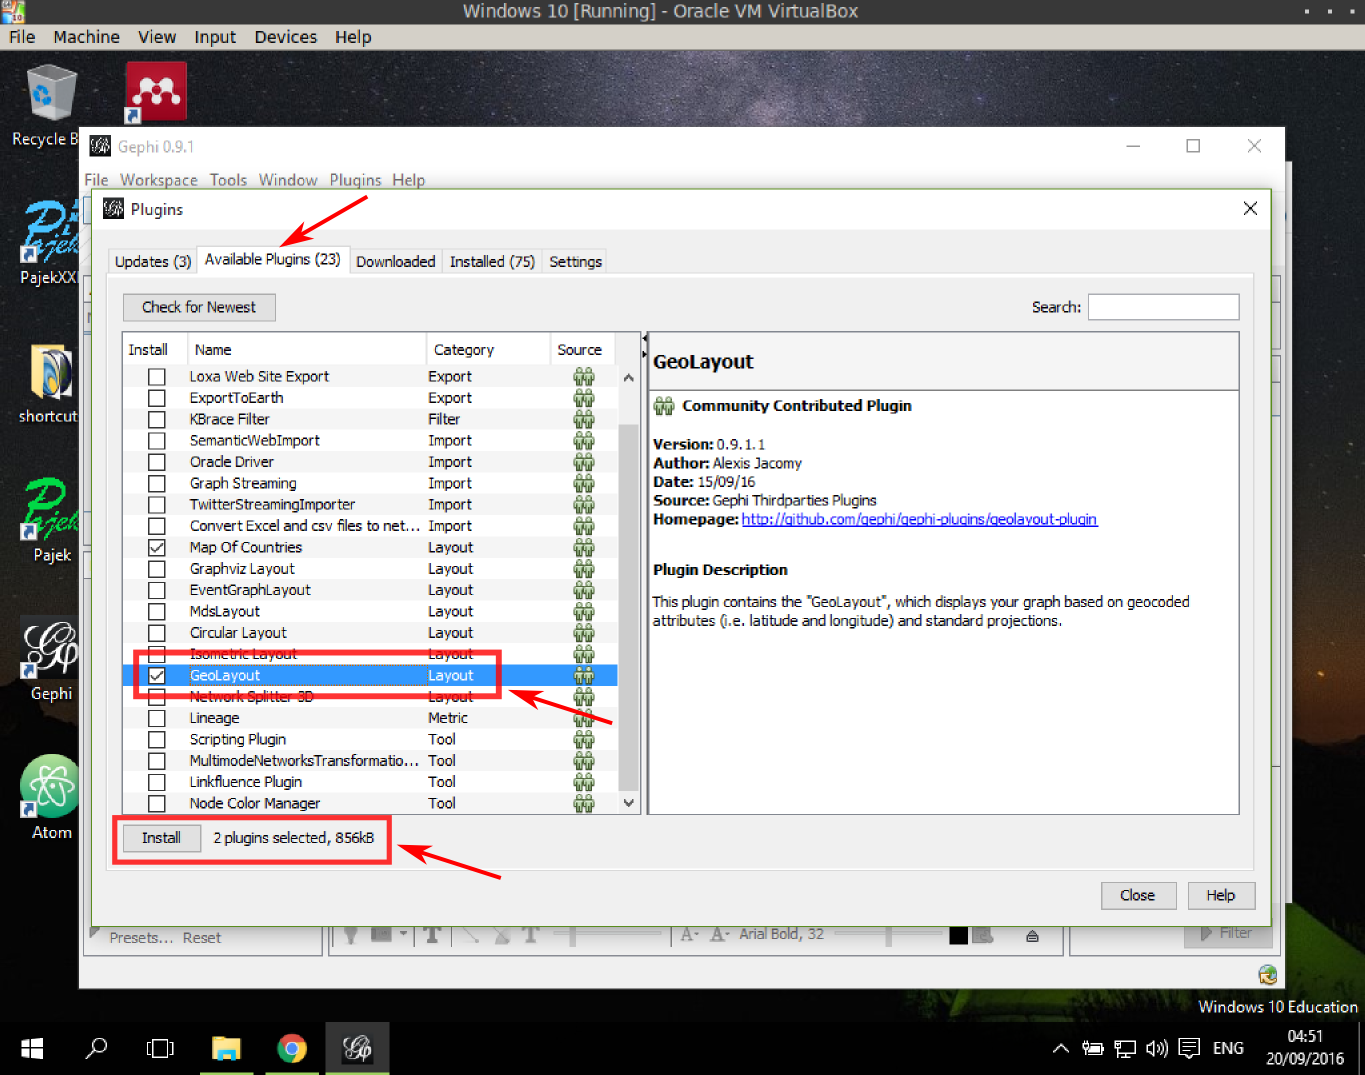 Windows 10 [Running] - Oracle VM VirtualBox
File Machine View Input Devices Help
Recycle B
Gephi 0.9.1
File Workspace Tools Window Plugins Help
Plugins
Updates (3) Available Plugins (23) Downloaded Installed (75) Settings
Check for Newest Search:
Install Name Category Source
Loxa Web Site Export Export
ExportToEarth Export
KBrace Filter Filter
SemanticWebImport Import
Oracle Driver Import
Graph Streaming Import
TwitterStreamingImporter Import
Convert Excel and csv files to net... Import
Map Of Countries Layout
Graphviz Layout Layout
EventGraphLayout Layout
MdsLayout Layout
Circular Layout Layout
Isometric Layout Layout
GeoLayout Layout
Network Splitter 3D Layout
Lineage Metric
Scripting Plugin Tool
MultimodeNetworksTransformatio... Tool
Linkfluence Plugin Tool
Node Color Manager Tool
GeoLayout
Community Contributed Plugin
Version: 0.9.1.1
Author: Alexis Jacomy
Date: 15/09/16
Source: Gephi Thirdparties Plugins
Homepage: http://github.com/gephi/gephi-plugins/geolayout-plugin
Plugin Description
This plugin contains the "GeoLayout", which displays your graph based on geocoded
attributes (i.e. latitude and longitude) and standard projections.
Install 2 plugins selected, 856kB
Close Help
Presets... Reset T T A- A- Arial Bold, 32 Filter
PajekXXL
Pajek
PajekXX
shortcut
Pajek
Pajek
Gephi
Atom
Windows 10 Education
ENG
04:51
20/09/2016